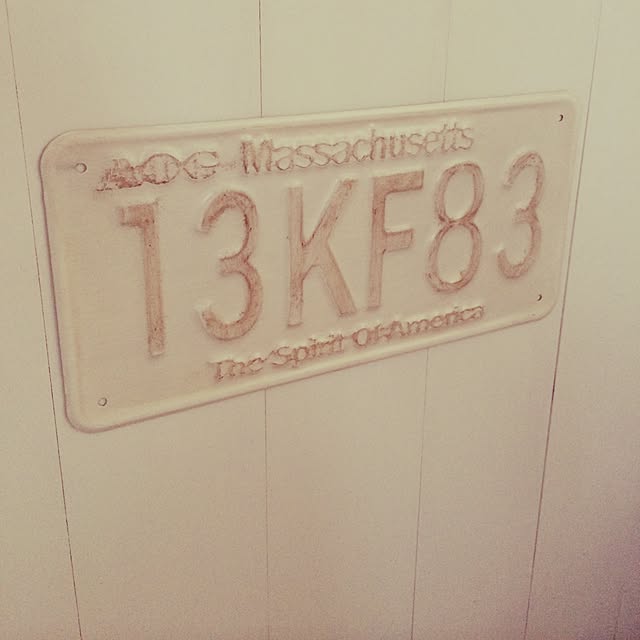 Massachusetts
13KF83
The Spirit Of America